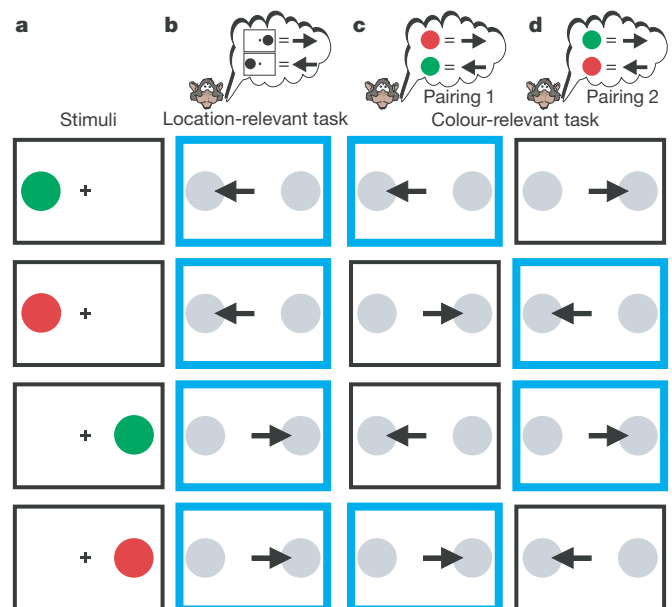 a b c d
= =
= =
= =
Pairing 1 Pairing 2
Stimuli Location-relevant task Colour-relevant task
+
+
+
+